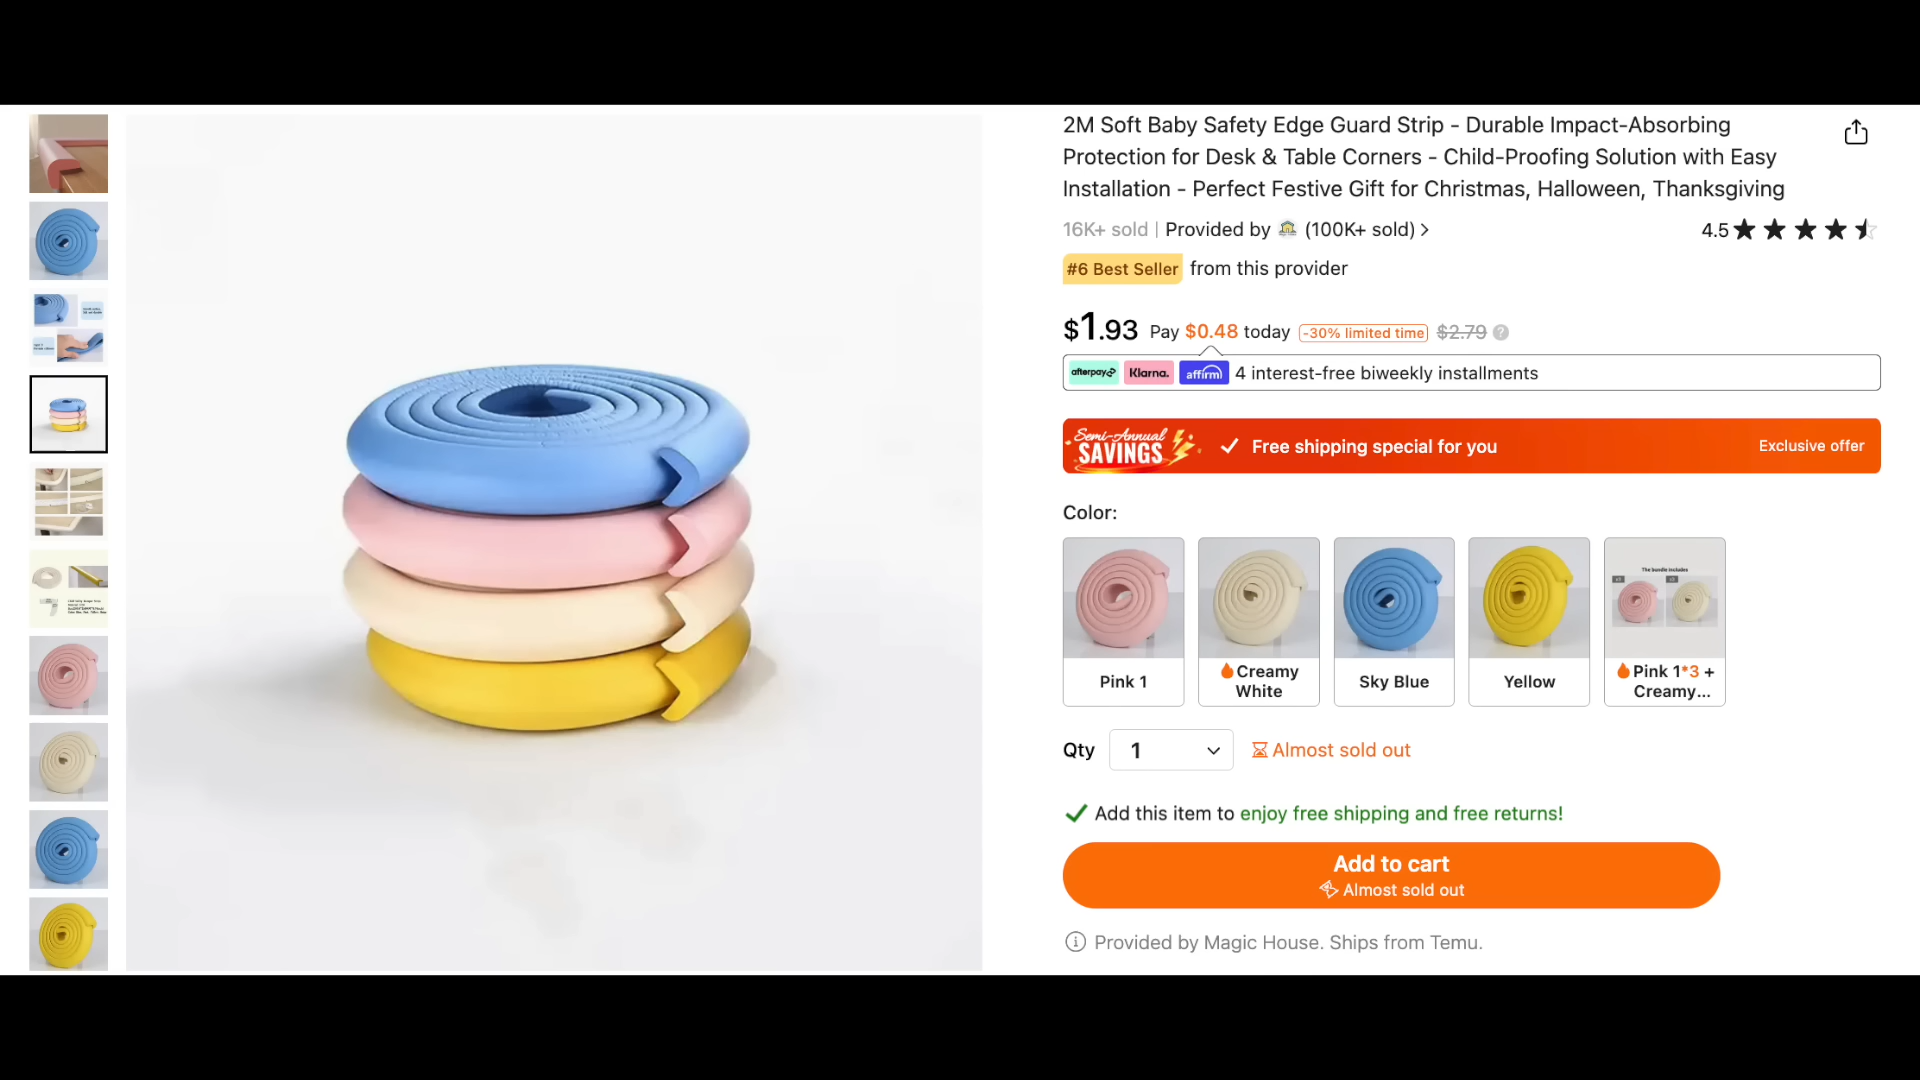 2M Soft Baby Safety Edge Guard Strip - Durable Impact-Absorbing
Protection for Desk & Table Corners - Child-Proofing Solution with Easy
Installation - Perfect Festive Gift for Christmas, Halloween, Thanksgiving
16K+ sold | Provided by (100K+ sold) >
4.5
#6 Best Seller from this provider
$1.93 Pay $0.48 today -30% limited time $2.79 ?
afterpay Klarna. affirm 4 interest-free biweekly installments
Semi-Annual
SAVINGS
Free shipping special for you
Exclusive offer
Color:
The bundle includes
Pink 1
Creamy
White
Sky Blue
Yellow
Pink 1*3 +
Creamy...
Qty 1 Almost sold out
Add this item to enjoy free shipping and free returns!
Add to cart
Almost sold out
Provided by Magic House. Ships from Temu.